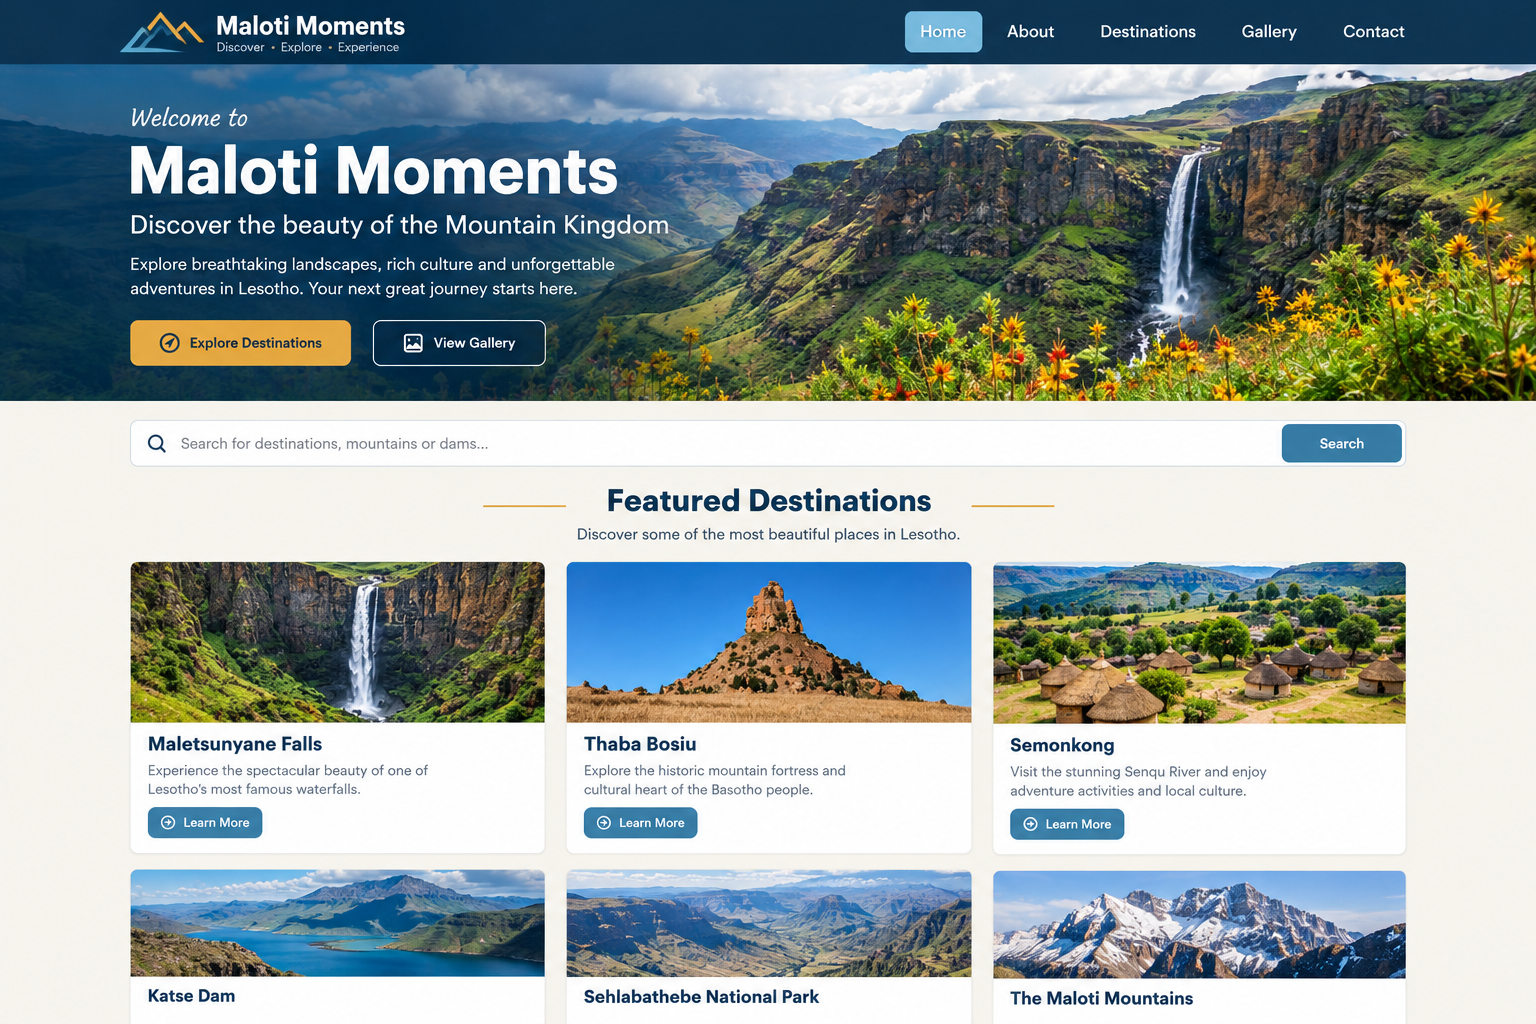 Maloti Moments
Discover • Explore • Experience
Home
About
Destinations
Gallery
Contact
Welcome to
Maloti Moments
Discover the beauty of the Mountain Kingdom
Explore breathtaking landscapes, rich culture and unforgettable
adventures in Lesotho. Your next great journey starts here.
Explore Destinations
View Gallery
Search for destinations, mountains or dams...
Search
Featured Destinations
Discover some of the most beautiful places in Lesotho.
Maletsunyane Falls
Experience the spectacular beauty of one of
Lesotho's most famous waterfalls.
Learn More
Thaba Bosiu
Explore the historic mountain fortress and
cultural heart of the Basotho people.
Learn More
Semonkong
Visit the stunning Senqu River and enjoy
adventure activities and local culture.
Learn More
Katse Dam
Sehlabathebe National Park
The Maloti Mountains